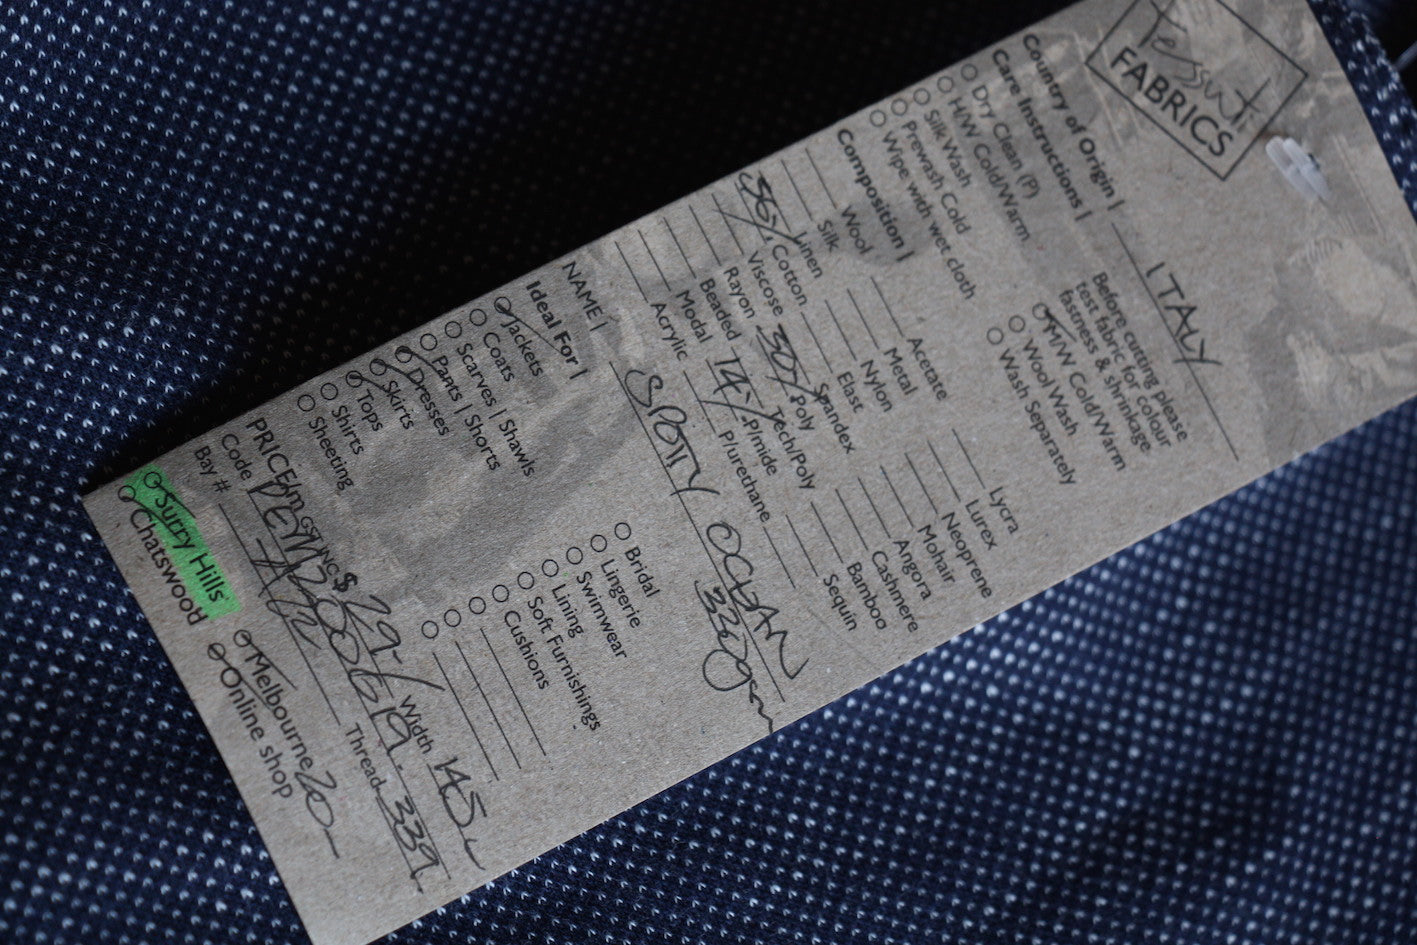 Tessuti
FABRICS
Country of Origin | ITALY
Care Instructions |
Dry Clean (P)
H/W Cold/Warm
Silk Wash
Prewash Cold
Wipe with wet cloth
Before cutting please
test fabric for colour
fastness & shrinkage
M/W Cold/Warm
Wool Wash
Wash Separately
Composition |
Wool
Silk
Linen
56% Cotton
Viscose
Rayon
Beaded
Modal
Acrylic
Acetate
Metal
Nylon
Elast
Spandex
30% Poly
Tech/Poly
14% P/mide
P/urethane
Lycra
Lurex
Neoprene
Mohair
Angora
Cashmere
Bamboo
Sequin
NAME | SPOTTY OCEAN
Ideal For |
Jackets
Coats
Scarves | Shawls
Pants | Shorts
Dresses
Skirts
Tops
Shirts
Sheeting
Bridal
Lingerie
Swimwear
Lining
Soft Furnishings
Cushions
PRICE/m GST INC $ 29-/ Width 145
Code
Bay #
Thread 339
Surry Hills
Chatswood
Melbourne 20
Online shop